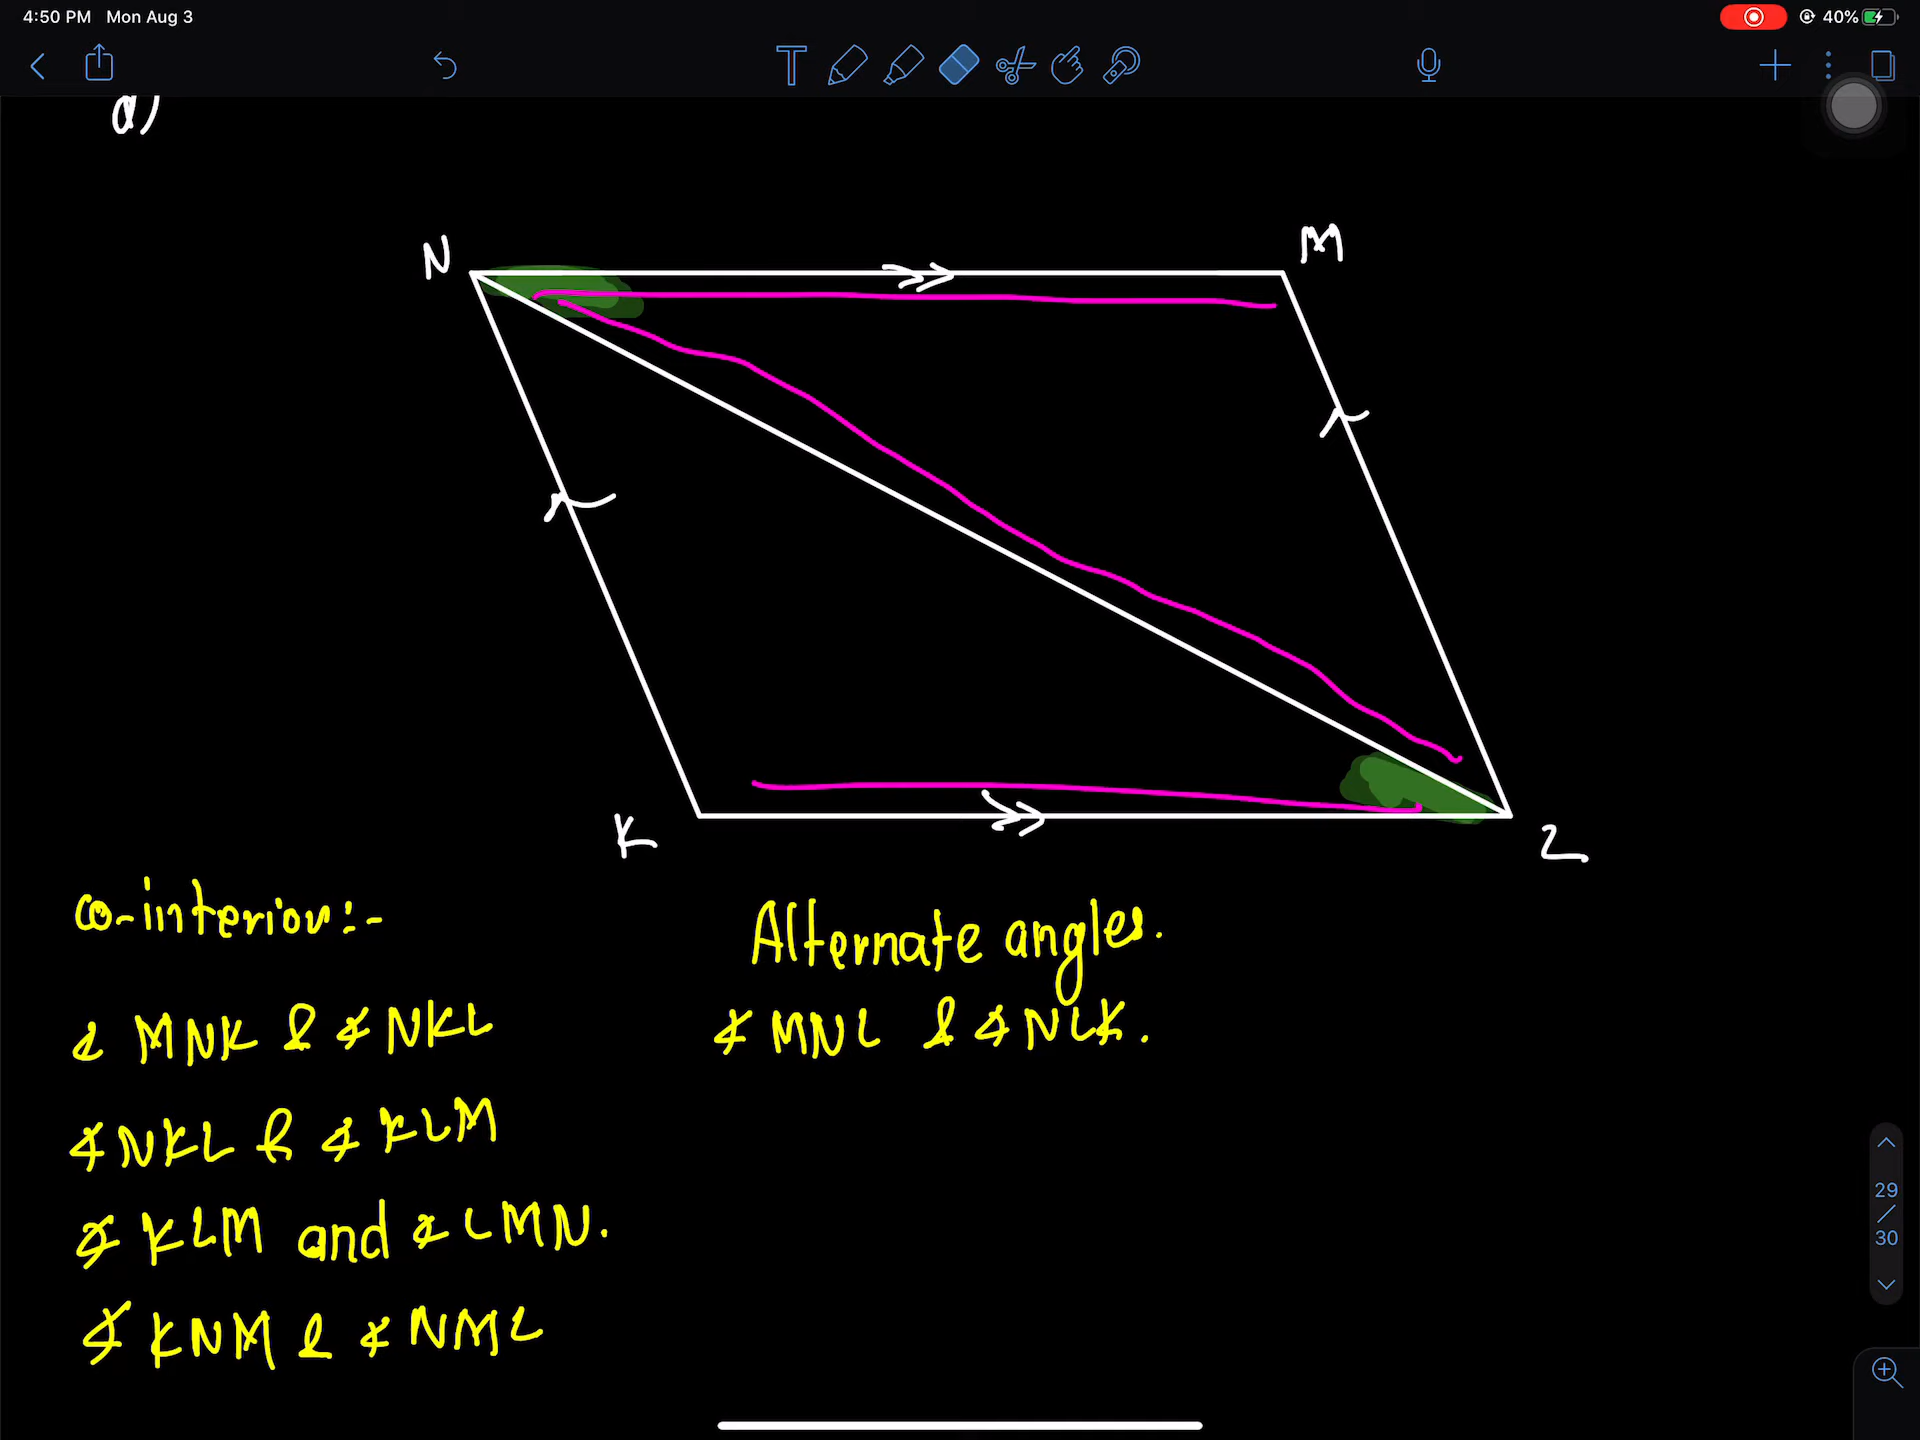 4:50 PM Mon Aug 3
40%
d)
N
M
K
L
co-interior:-
∡ MNK & ∡ NKL
∡ NKL & ∡ KLM
∡ KLM and ∡ LMN.
∡ KNM & ∡ NML
Alternate angles.
∡ MNL & ∡ NLK.
29
/
30